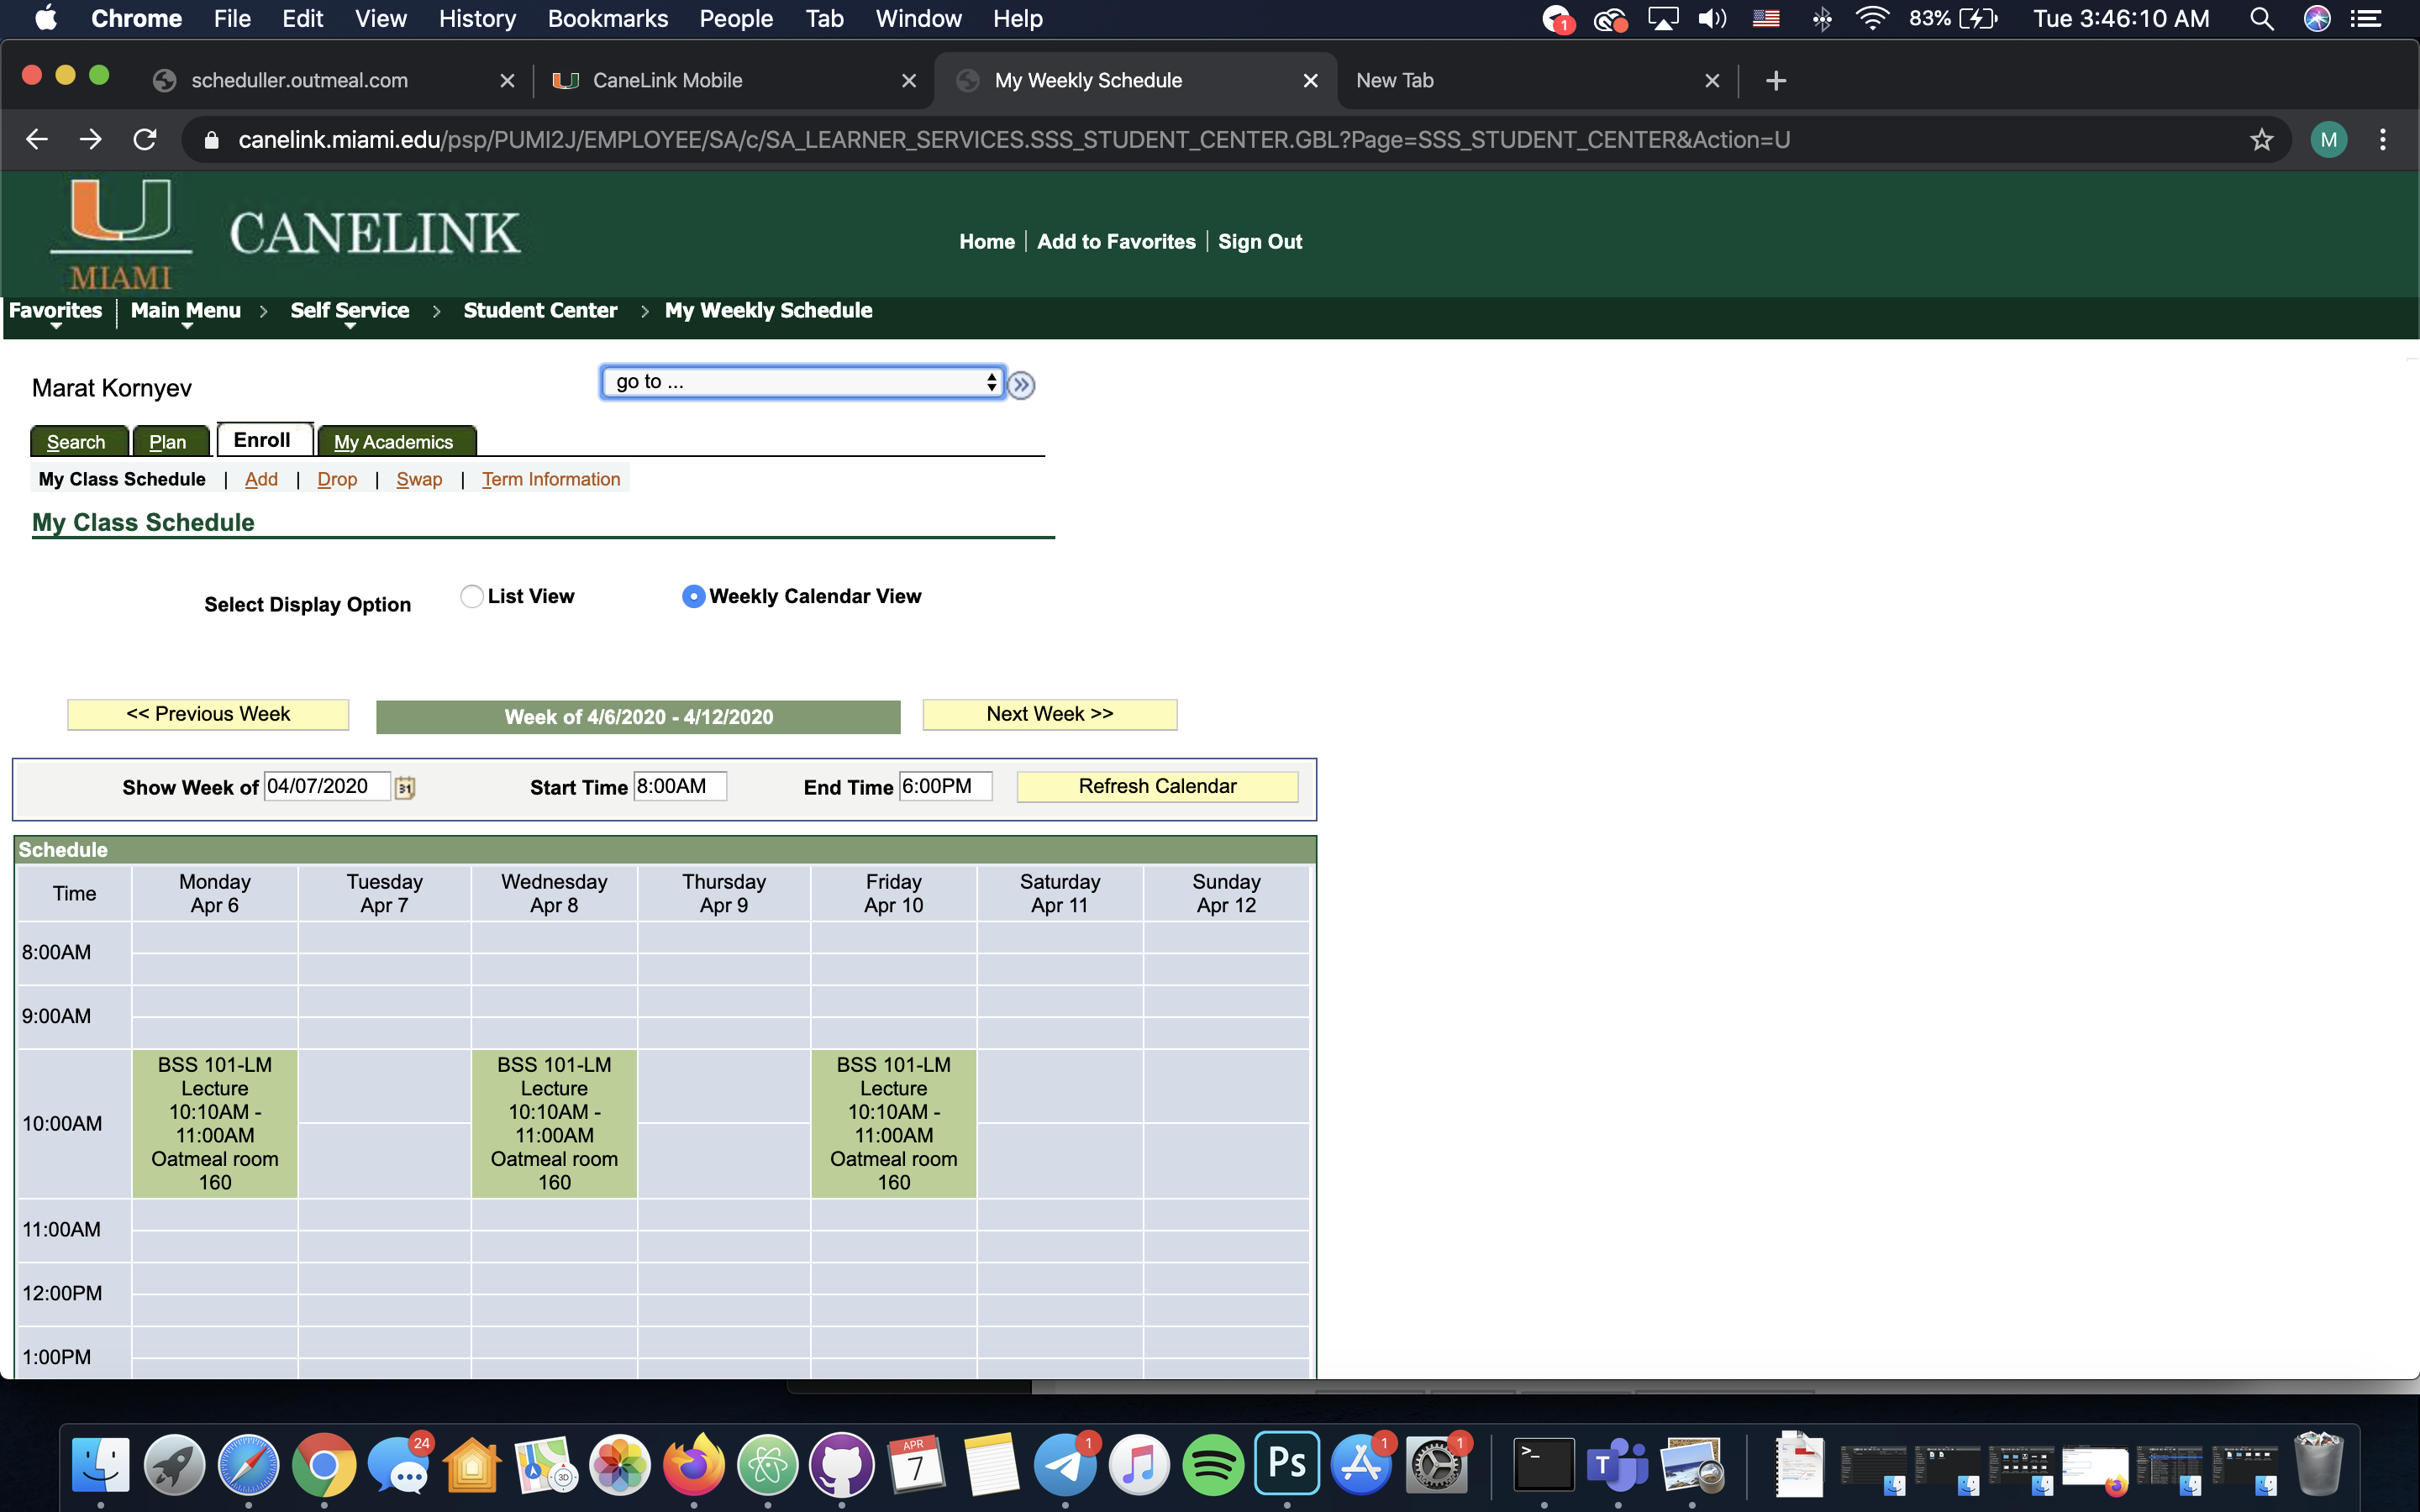 Chrome File Edit View History Bookmarks People Tab Window Help 1 83% Tue 3:46:10 AM
scheduller.outmeal.com CaneLink Mobile My Weekly Schedule New Tab
canelink.miami.edu/psp/PUMI2J/EMPLOYEE/SA/c/SA_LEARNER_SERVICES.SSS_STUDENT_CENTER.GBL?Page=SSS_STUDENT_CENTER&Action=U M
U MIAMI
CANELINK
Home Add to Favorites Sign Out
Favorites Main Menu > Self Service > Student Center > My Weekly Schedule
Marat Kornyev go to ...
Search Plan Enroll My Academics
My Class Schedule | Add | Drop | Swap | Term Information
My Class Schedule
Select Display Option List View Weekly Calendar View
<< Previous Week Week of 4/6/2020 - 4/12/2020 Next Week >>
Show Week of 04/07/2020 31 Start Time 8:00AM End Time 6:00PM Refresh Calendar
Schedule
Time Monday Tuesday Wednesday Thursday Friday Saturday Sunday
Apr 6 Apr 7 Apr 8 Apr 9 Apr 10 Apr 11 Apr 12
8:00AM
9:00AM
10:00AM
BSS 101-LM BSS 101-LM BSS 101-LM
Lecture Lecture Lecture
10:10AM - 10:10AM - 10:10AM -
11:00AM 11:00AM 11:00AM
Oatmeal room Oatmeal room Oatmeal room
160 160 160
11:00AM
12:00PM
1:00PM
24 3D APR 7 1 Ps 1 1 >_ T